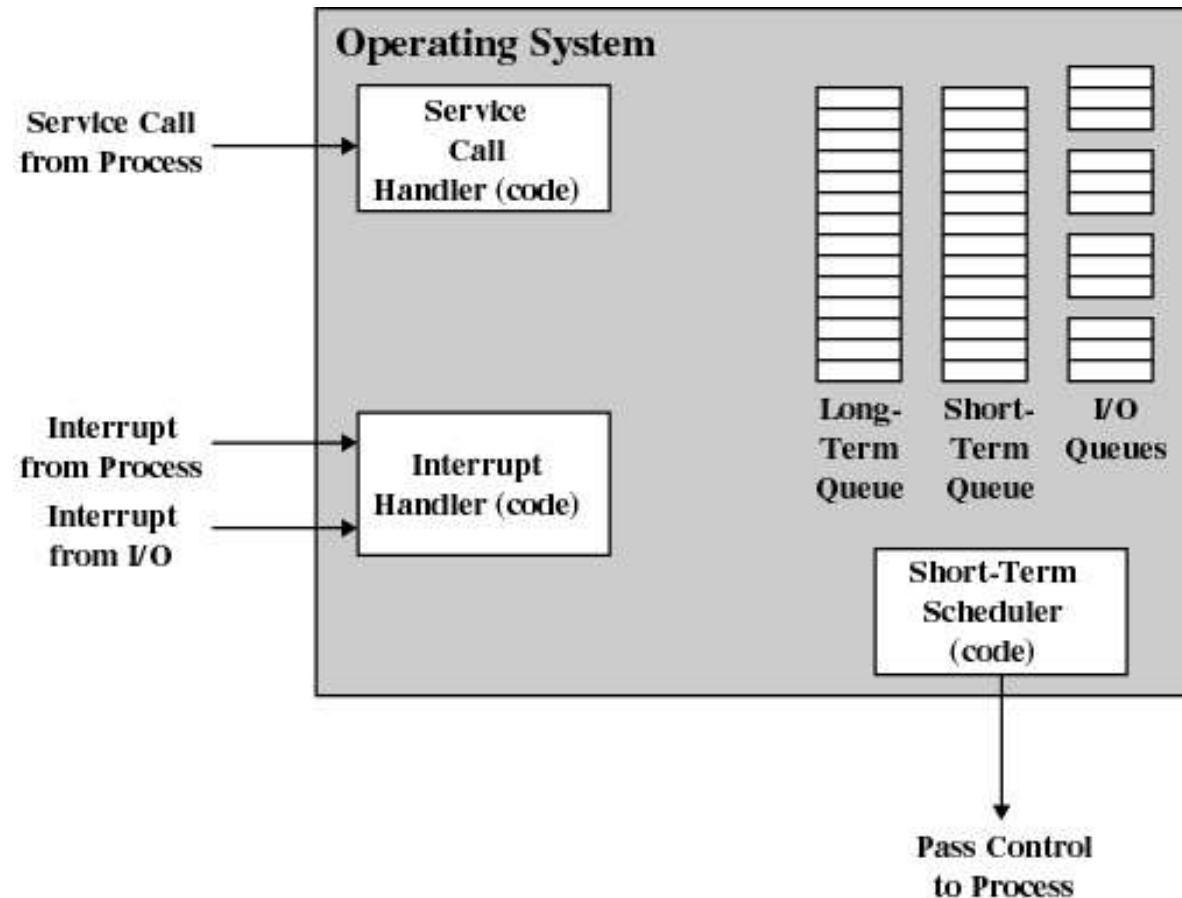 Operating System
Service Call
from Process
Service
Call
Handler (code)
Interrupt
from Process
Interrupt
from I/O
Interrupt
Handler (code)
Long-
Term
Queue
Short-
Term
Queue
I/O
Queues
Short-Term
Scheduler
(code)
Pass Control
to Process